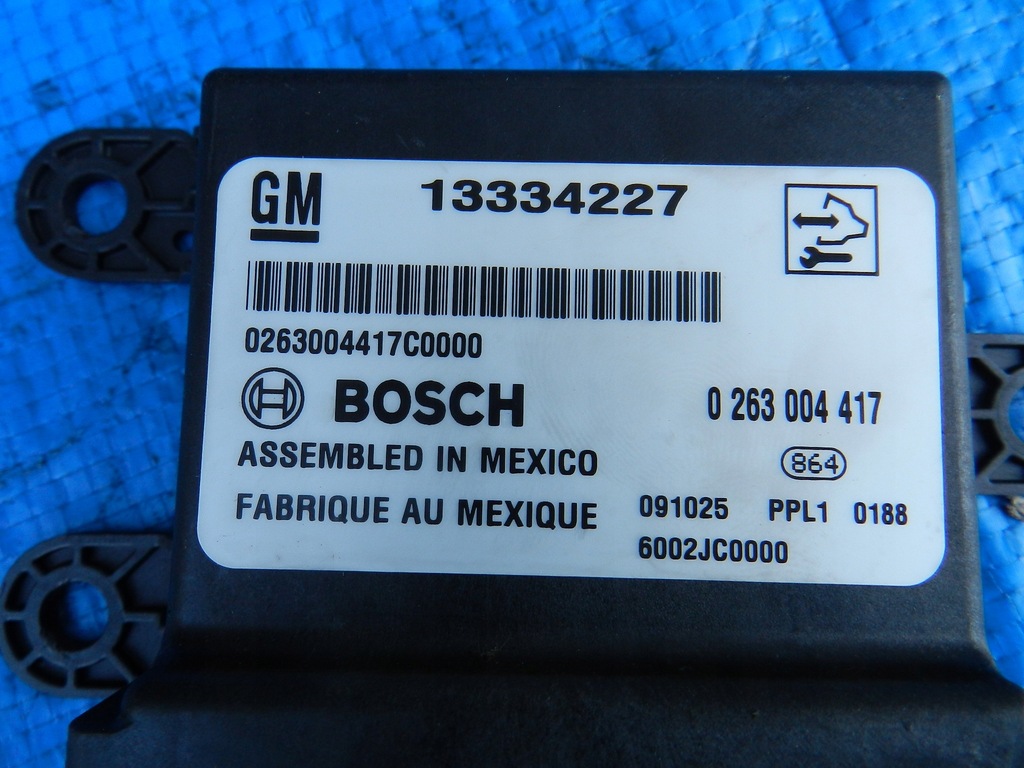 GM 13334227
0263004417C0000
BOSCH 0 263 004 417
ASSEMBLED IN MEXICO 864
FABRIQUE AU MEXIQUE 091025 PPL1 0188
6002JC0000